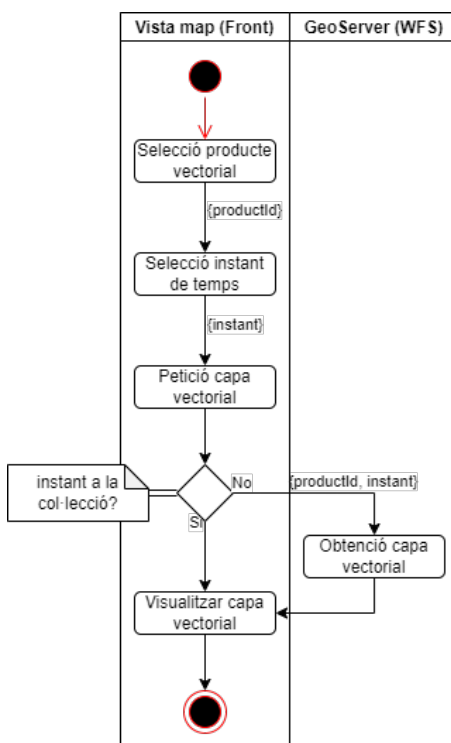 Vista map (Front)
GeoServer (WFS)
Selecció producte
vectorial
{productId}
Selecció instant
de temps
{instant}
Petició capa
vectorial
instant a la
col·lecció?
No
{productId, instant}
Si
Obtenció capa
vectorial
Visualitzar capa
vectorial